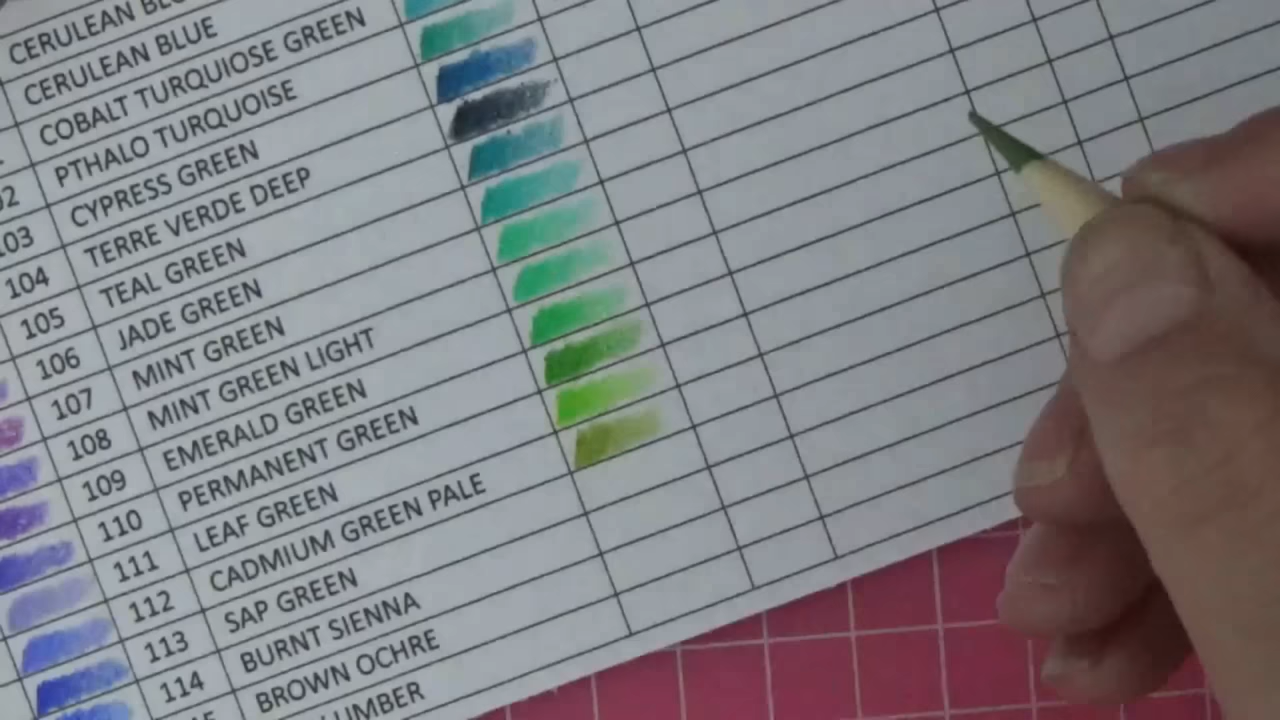 CERULEAN
CERULEAN BLUE
COBALT TURQUIOSE GREEN
PTHALO TURQUOISE
103 CYPRESS GREEN
104 TERRE VERDE DEEP
105 TEAL GREEN
106 JADE GREEN
107 MINT GREEN
108 MINT GREEN LIGHT
109 EMERALD GREEN
110 PERMANENT GREEN
111 LEAF GREEN
112 CADMIUM GREEN PALE
113 SAP GREEN
114 BURNT SIENNA
BROWN OCHRE
UMBER